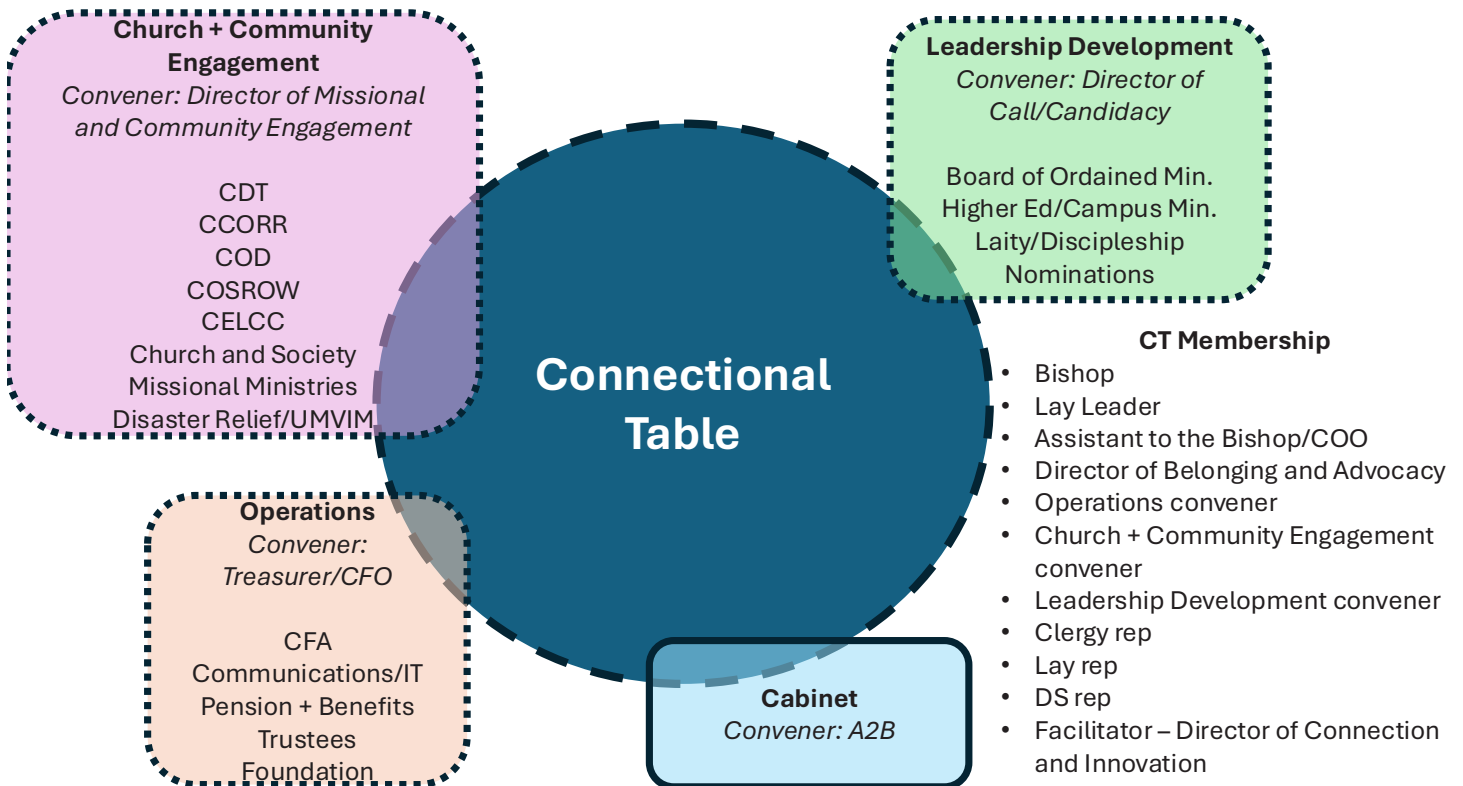 Church + Community
Engagement
Convener: Director of Missional
and Community Engagement
CDT
CCORR
COD
COSROW
CELCC
Church and Society
Missional Ministries
Disaster Relief/UMVIM
Leadership Development
Convener: Director of
Call/Candidacy
Board of Ordained Min.
Higher Ed/Campus Min.
Laity/Discipleship
Nominations
Connectional
Table
CT Membership
• Bishop
• Lay Leader
• Assistant to the Bishop/COO
• Director of Belonging and Advocacy
• Operations convener
• Church + Community Engagement
convener
• Leadership Development convener
• Clergy rep
• Lay rep
• DS rep
• Facilitator – Director of Connection
and Innovation
Operations
Convener:
Treasurer/CFO
CFA
Communications/IT
Pension + Benefits
Trustees
Foundation
Cabinet
Convener: A2B